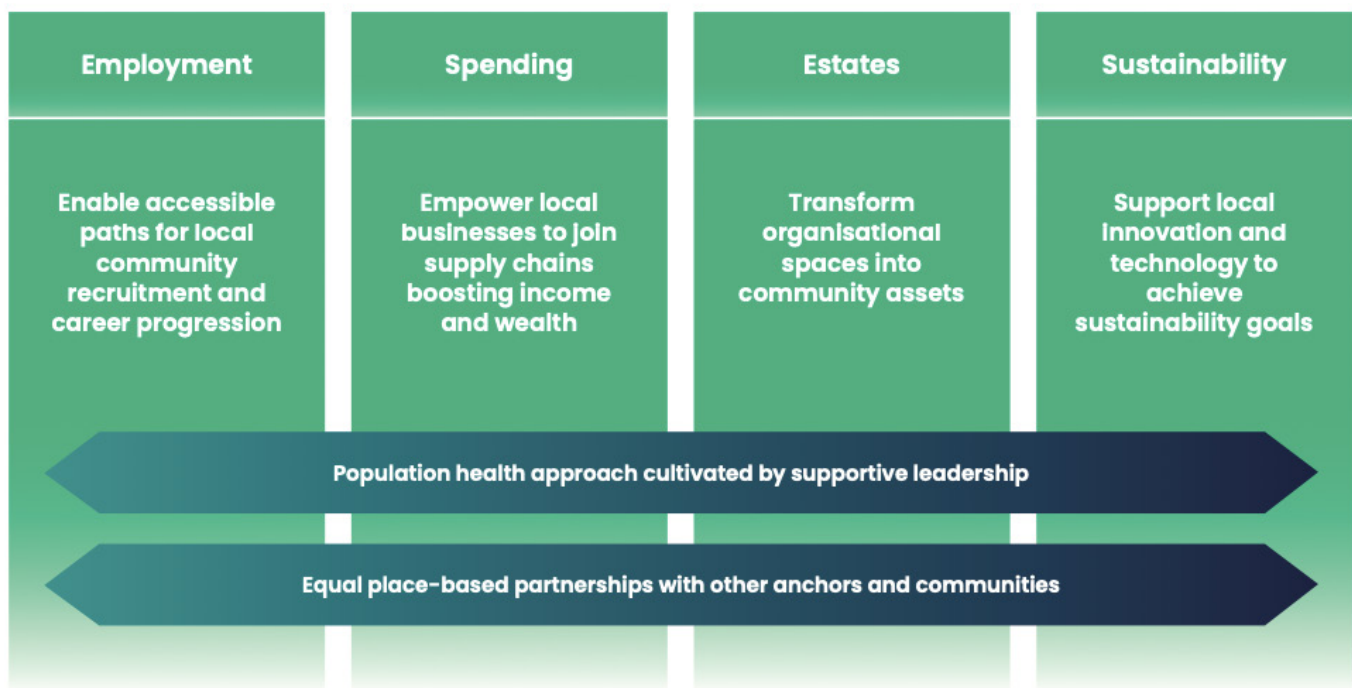 Employment
Enable accessible
paths for local
community
recruitment and
career progression
Spending
Empower local
businesses to join
supply chains
boosting income
and wealth
Estates
Transform
organisational
spaces into
community assets
Sustainability
Support local
innovation and
technology to
achieve
sustainability goals
Population health approach cultivated by supportive leadership
Equal place-based partnerships with other anchors and communities